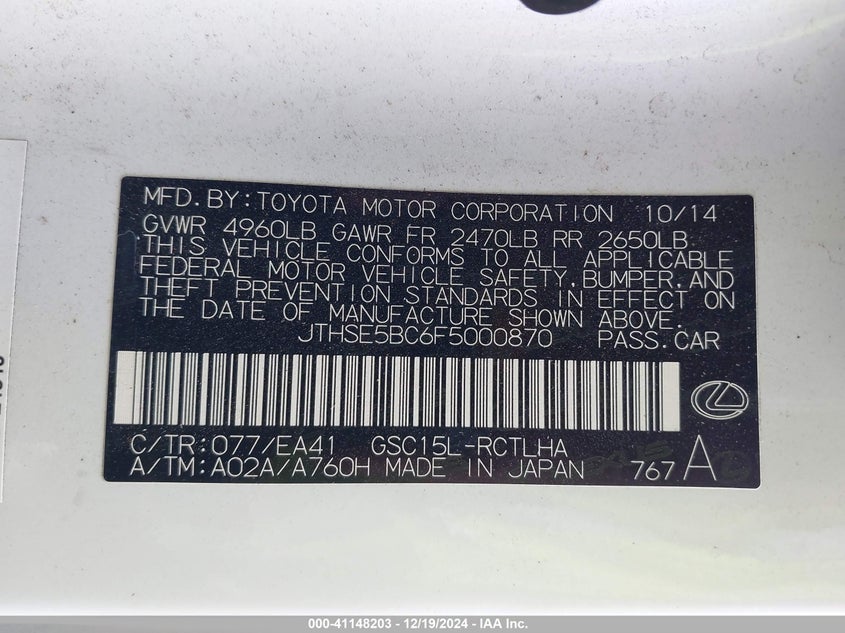 MFD.BY:TOYOTA MOTOR CORPORATION 10/14
GVWR 4960LB GAWR FR 2470LB RR 2650LB
THIS VEHICLE CONFORMS TO ALL APPLICABLE
FEDERAL MOTOR VEHICLE SAFETY,BUMPER,AND
THEFT PREVENTION STANDARDS IN EFFECT ON
THE DATE OF MANUFACTURE SHOWN ABOVE.
JTHSE5BC6F5000870 PASS.CAR
C/TR:077/EA41 GSC15L-RCTLHA
A/TM:A02A/A760H MADE IN JAPAN 767 A
000-41148203 - 12/19/2024 - IAA Inc.